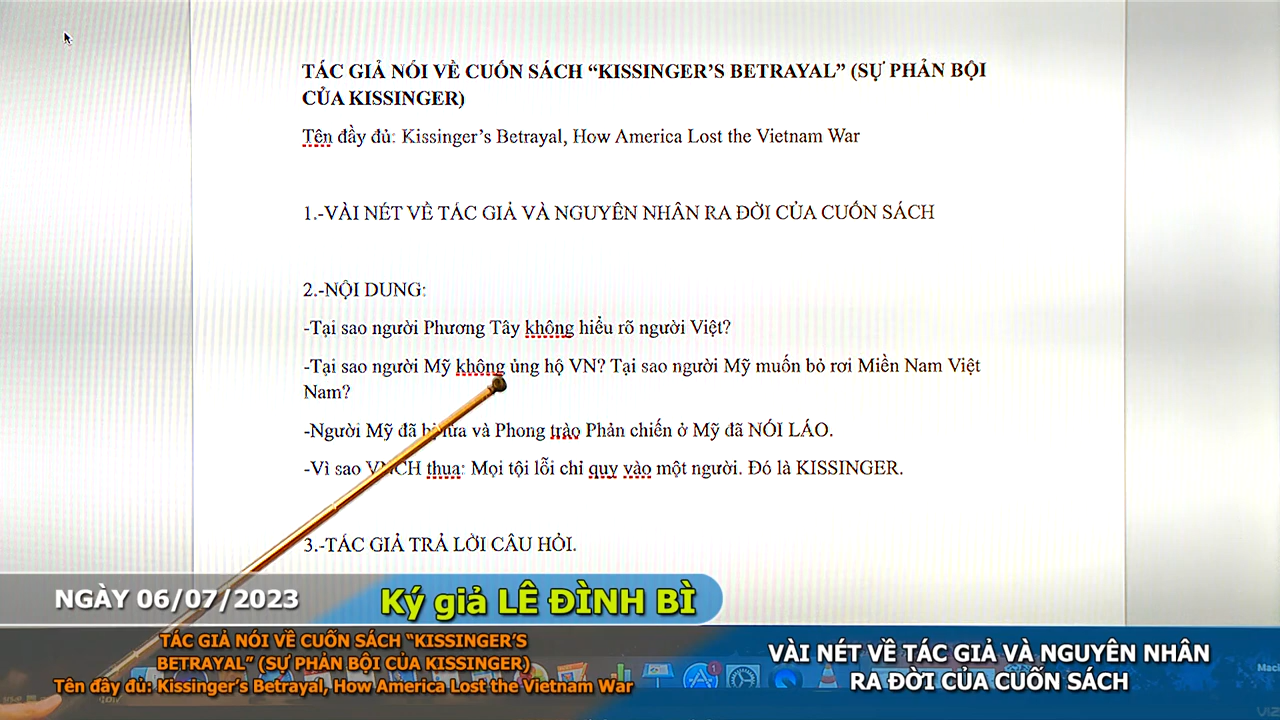 TÁC GIẢ NÓI VỀ CUỐN SÁCH “KISSINGER’S BETRAYAL” (SỰ PHẢN BỘI
CỦA KISSINGER)
Tên đầy đủ: Kissinger’s Betrayal, How America Lost the Vietnam War
1.-VÀI NÉT VỀ TÁC GIẢ VÀ NGUYÊN NHÂN RA ĐỜI CỦA CUỐN SÁCH
2.-NỘI DUNG:
-Tại sao người Phương Tây không hiểu rõ người Việt?
-Tại sao người Mỹ không ủng hộ VN? Tại sao người Mỹ muốn bỏ rơi Miền Nam Việt
Nam?
-Người Mỹ đã bị lừa và Phong trào Phản chiến ở Mỹ đã NÓI LÁO.
-Vì sao VNCH thua: Mọi tội lỗi chỉ quy vào một người. Đó là KISSINGER.
3.-TÁC GIẢ TRẢ LỜI CÂU HỎI.
NGÀY 06/07/2023
Ký giả LÊ ĐÌNH BÌ
TÁC GIẢ NÓI VỀ CUỐN SÁCH “KISSINGER’S
BETRAYAL” (SỰ PHẢN BỘI CỦA KISSINGER)
Tên đầy đủ: Kissinger’s Betrayal, How America Lost the Vietnam War
VÀI NÉT VỀ TÁC GIẢ VÀ NGUYÊN NHÂN
RA ĐỜI CỦA CUỐN SÁCH